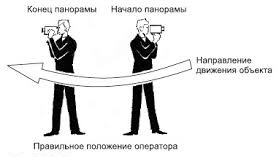 Конец панорамы Начало панорамы
Направление
движения объекта
Правильное положение оператора